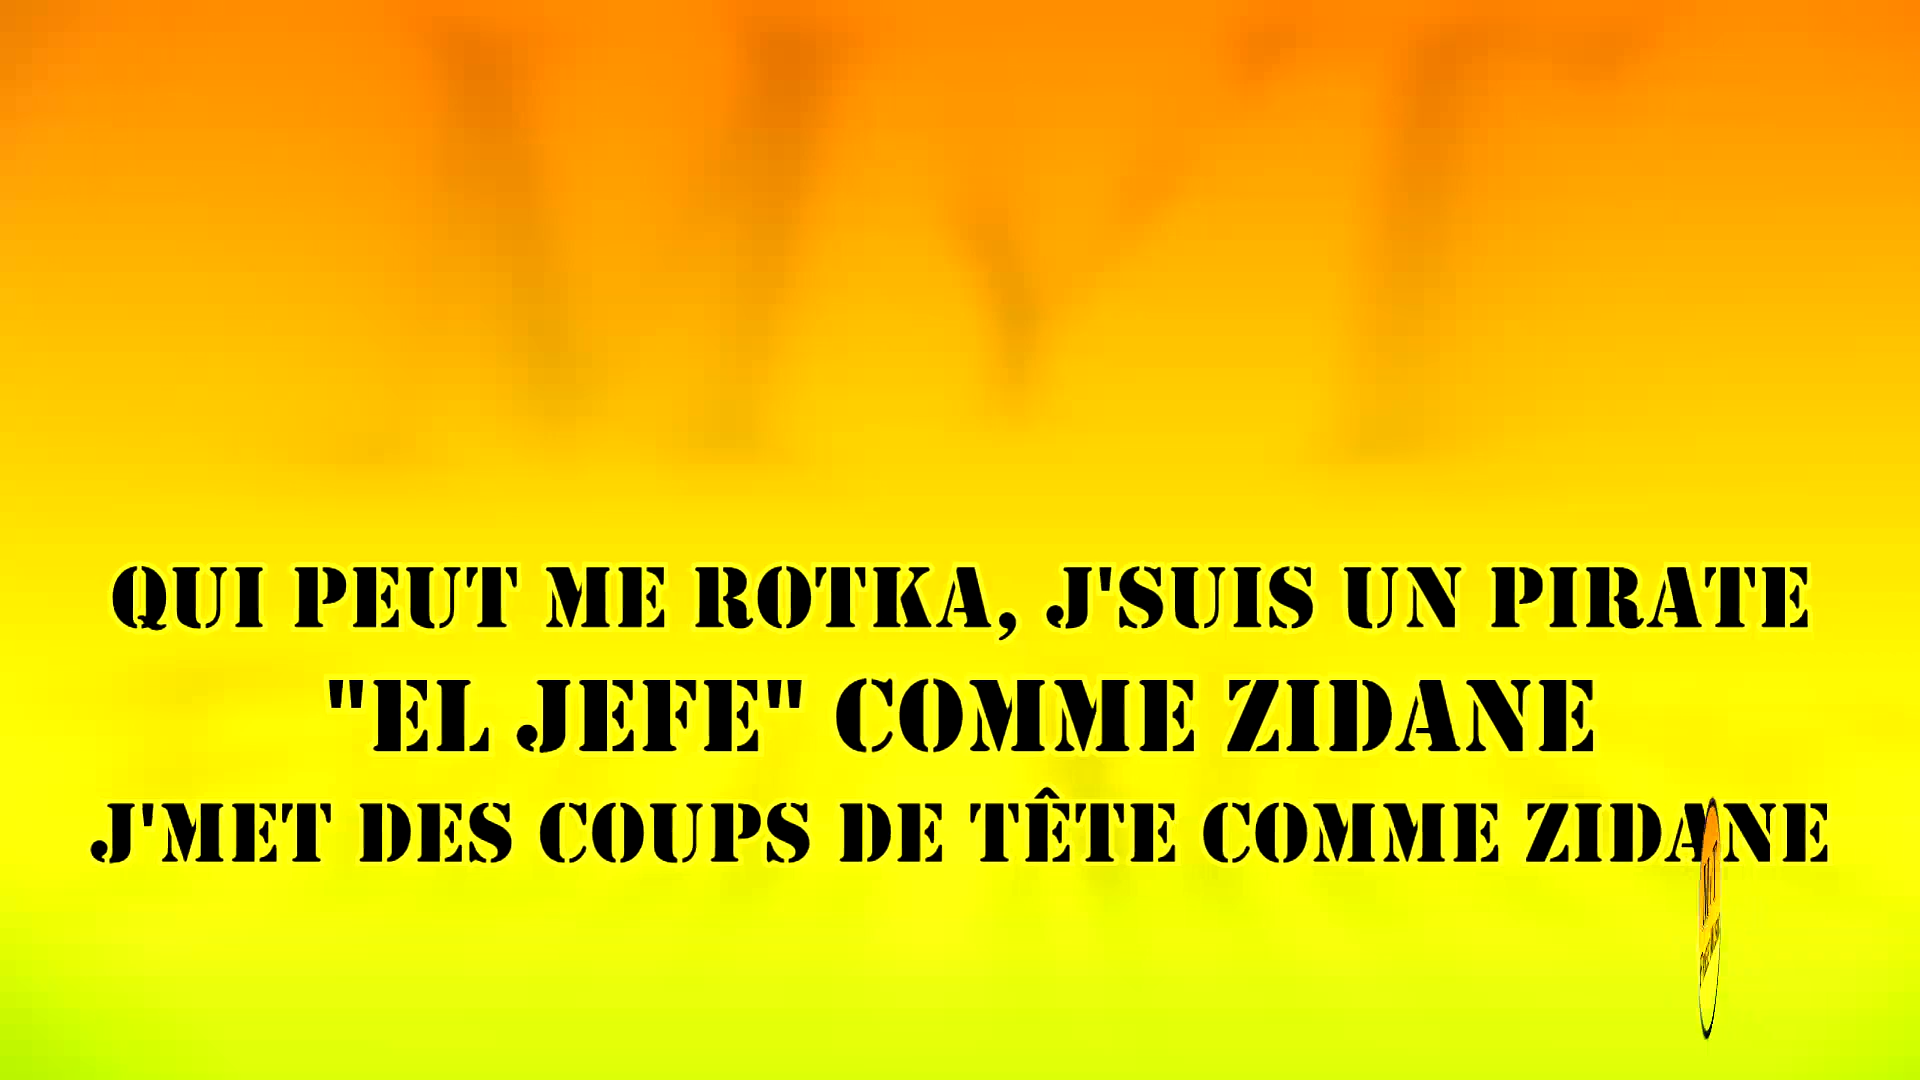 QUI PEUT ME ROTKA, J'SUIS UN PIRATE
"EL JEFE" COMME ZIDANE
J'MET DES COUPS DE TÊTE COMME ZIDANE